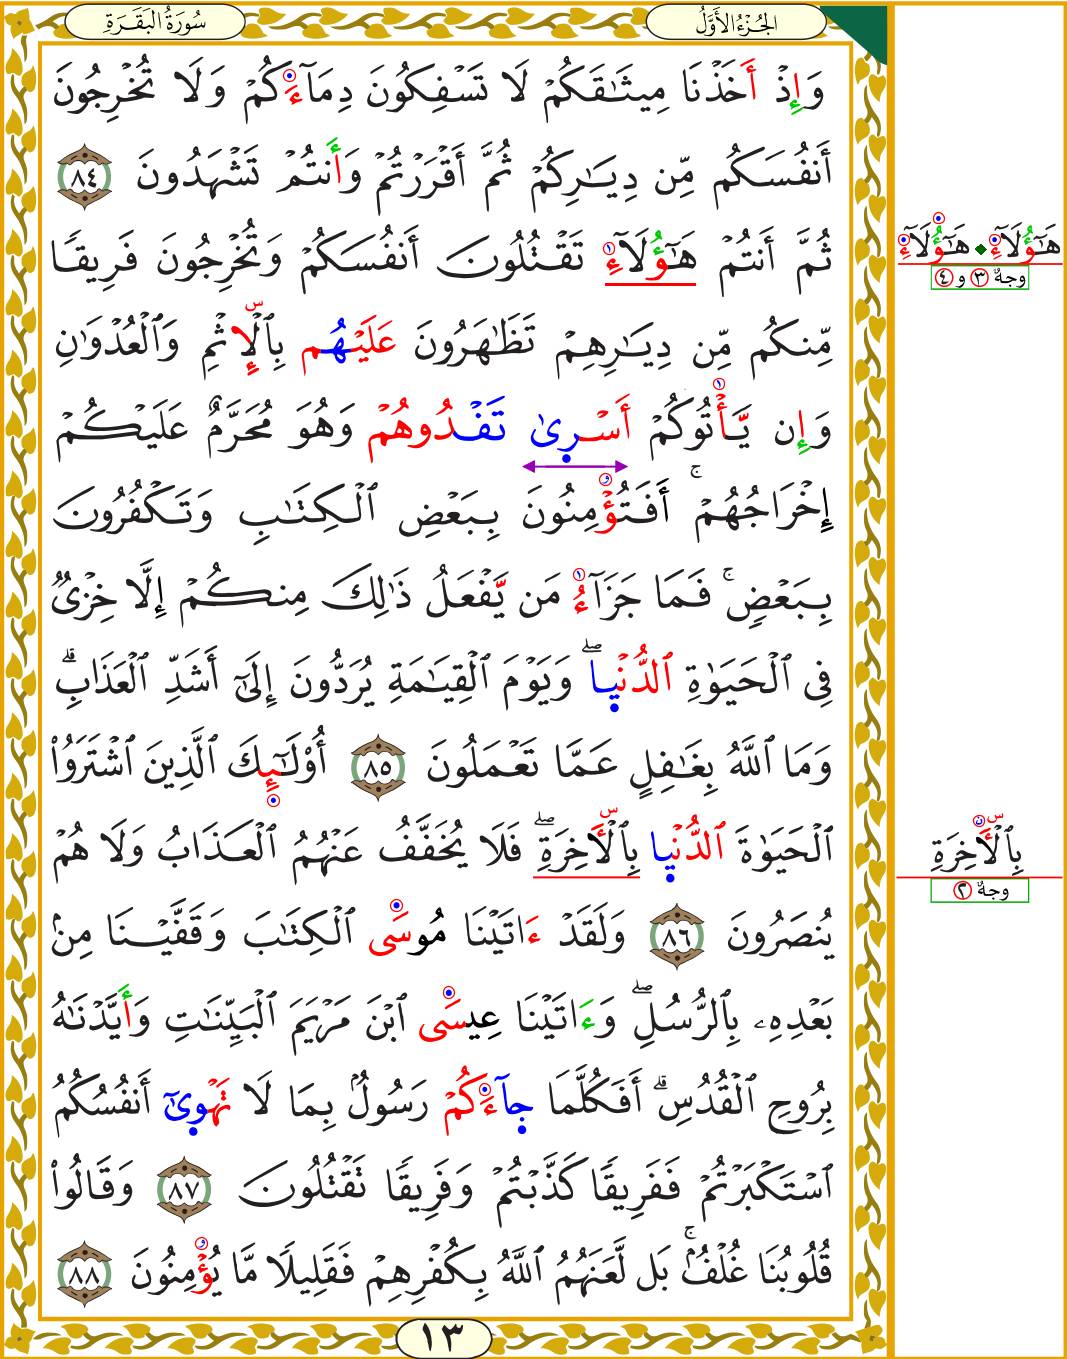 سُورَةُ البَقَرَةِ
الجُزْءُ الأَوَّلُ
وَإِذْ أَخَذْنَا مِيثَٰقَكُمْ لَا تَسْفِكُونَ دِمَآءَكُمْ وَلَا تُخْرِجُونَ
أَنفُسَكُم مِّن دِيَٰرِكُمْ ثُمَّ أَقْرَرْتُمْ وَأَنتُمْ تَشْهَدُونَ ٨٤
ثُمَّ أَنتُمْ هَٰٓؤُلَآءِ تَقْتُلُونَ أَنفُسَكُمْ وَتُخْرِجُونَ فَرِيقًا
مِّنكُم مِّن دِيَٰرِهِمْ تَظَٰهَرُونَ عَلَيْهُم بِٱلْإِثْمِ وَٱلْعُدْوَٰنِ
وَإِن يَأْتُوكُمْ أَسْرِىٰ تَفْدُوهُمْ وَهُوَ مُحَرَّمٌ عَلَيْكُمْ
إِخْرَاجُهُمْ ۚ أَفَتُؤْمِنُونَ بِبَعْضِ ٱلْكِتَٰبِ وَتَكْفُرُونَ
بِبَعْضٍ ۚ فَمَا جَزَآءُ مَن يَّفْعَلُ ذَٰلِكَ مِنكُمْ إِلَّا خِزْىٌ
فِى ٱلْحَيَوٰةِ ٱلدُّنْيَا ۖ وَيَوْمَ ٱلْقِيَٰمَةِ يُرَدُّونَ إِلَىٰٓ أَشَدِّ ٱلْعَذَابِ ۗ
وَمَا ٱللَّهُ بِغَٰفِلٍ عَمَّا تَعْمَلُونَ ٨٥ أُو۟لَٰٓئِكَ ٱلَّذِينَ ٱشْتَرَوُا۟
ٱلْحَيَوٰةَ ٱلدُّنْيَا بِٱلْأَخِرَةِ ۖ فَلَا يُخَفَّفُ عَنْهُمُ ٱلْعَذَابُ وَلَا هُمْ
يُنصَرُونَ ٨٦ وَلَقَدْ ءَاتَيْنَا مُوسَى ٱلْكِتَٰبَ وَقَفَّيْنَا مِنۢ
بَعْدِهِۦ بِٱلرُّسُلِ ۖ وَءَاتَيْنَا عِيسَى ٱبْنَ مَرْيَمَ ٱلْبَيِّنَٰتِ وَأَيَّدْنَٰهُ
بِرُوحِ ٱلْقُدُسِ ۗ أَفَكُلَّمَا جَآءَكُمْ رَسُولٌۢ بِمَا لَا تَهْوِىٰٓ أَنفُسُكُمُ
ٱسْتَكْبَرْتُمْ فَفَرِيقًا كَذَّبْتُمْ وَفَرِيقًا تَقْتُلُونَ ٨٧ وَقَالُوا۟
قُلُوبُنَا غُلْفٌۢ ۚ بَل لَّعَنَهُمُ ٱللَّهُ بِكُفْرِهِمْ فَقَلِيلًا مَّا يُؤْمِنُونَ ٨٨
١٣
هَٰٓؤُلَآءِ ⬥ هَٰٓؤُلَآءِ
وجهُ ٣ و ٤
بِٱلْأَخِرَةِ
وجهُ ٢